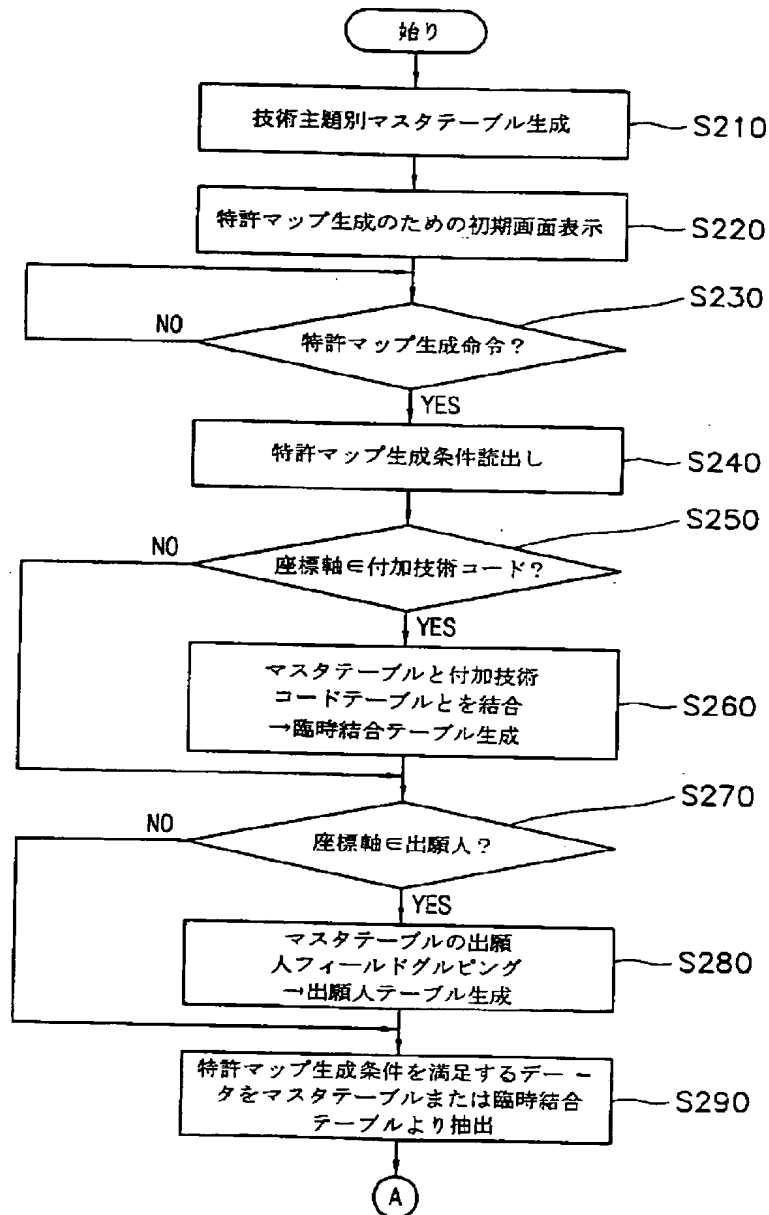 始り
技術主題別マスタテーブル生成
S210
特許マップ生成のための初期画面表示
S220
S230
NO
特許マップ生成命令?
YES
特許マップ生成条件読出し
S240
S250
NO
座標軸∈付加技術コード?
YES
マスタテーブルと付加技術
コードテーブルとを結合
→臨時結合テーブル生成
S260
S270
NO
座標軸∈出願人?
YES
マスタテーブルの出願
人フィールドグルピング
→出願人テーブル生成
S280
特許マップ生成条件を満足するデー
タをマスタテーブルまたは臨時結合
テーブルより抽出
S290
A